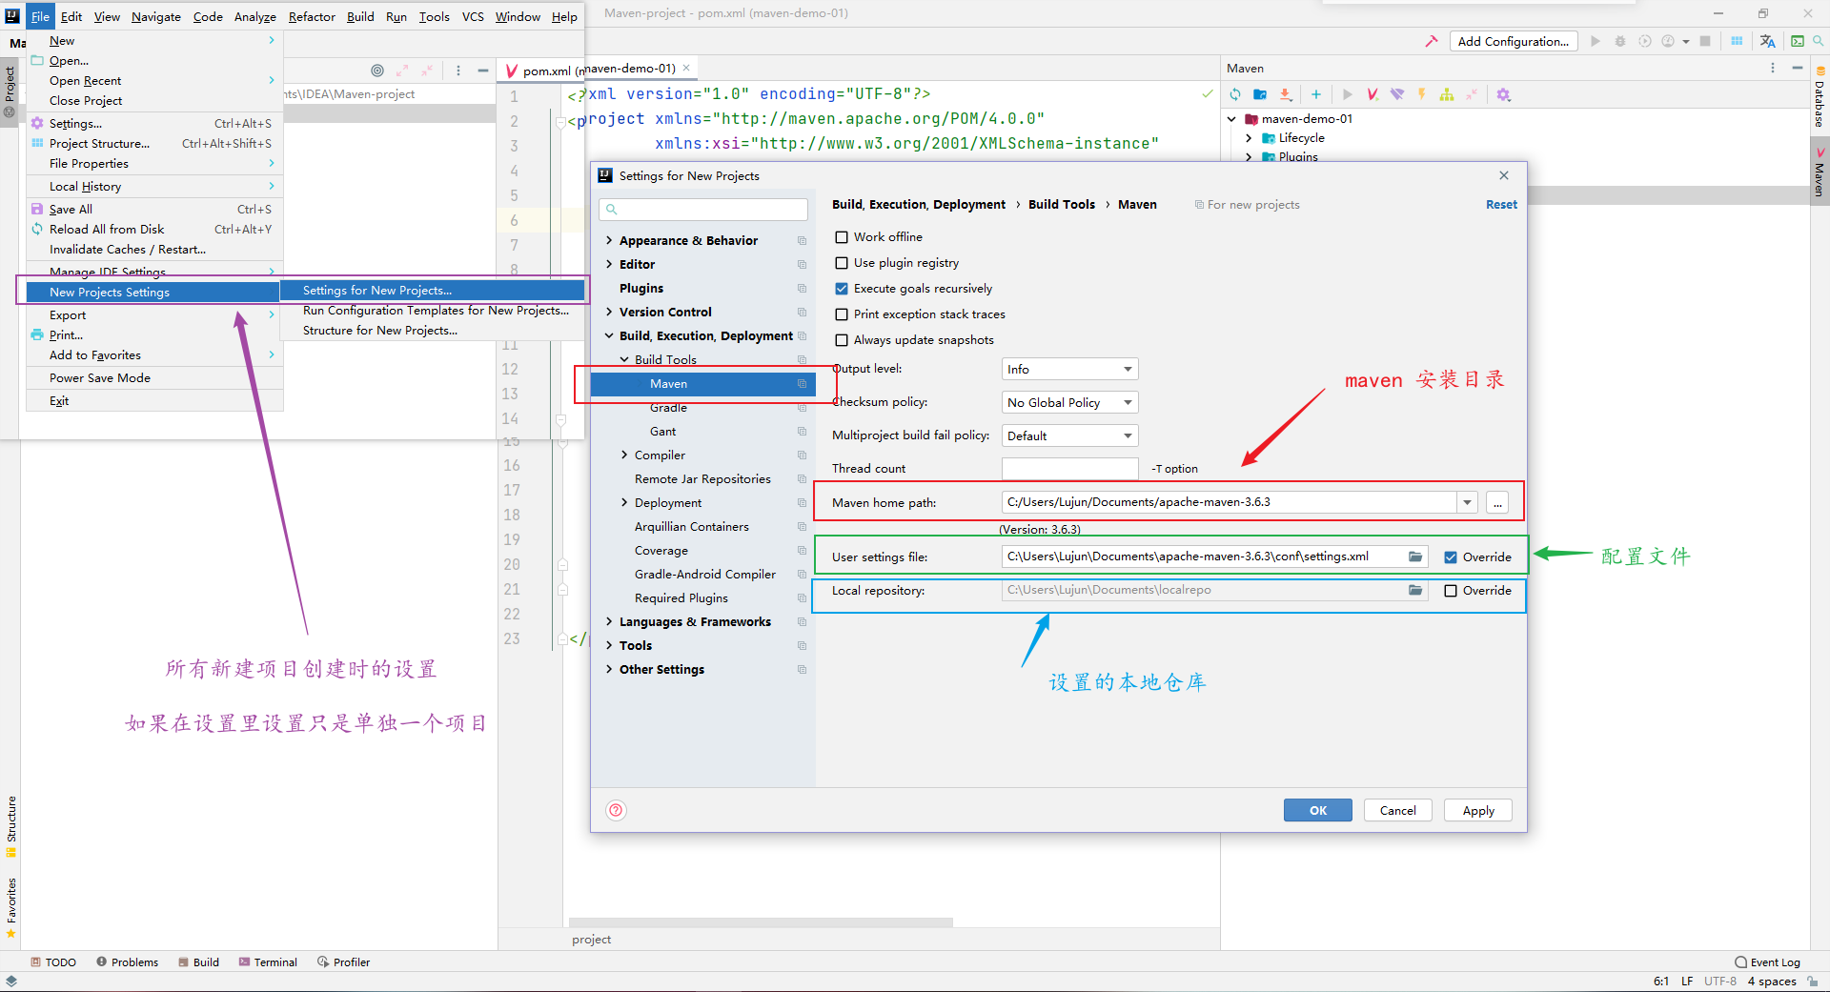 File Edit View Navigate Code Analyze Refactor Build Run Tools VCS Window Help
Maven-project - pom.xml (maven-demo-01)
Add Configuration...
New
Open...
Open Recent
Close Project
Settings... Ctrl+Alt+S
Project Structure... Ctrl+Alt+Shift+S
File Properties
Local History
Save All Ctrl+S
Reload All from Disk Ctrl+Alt+Y
Invalidate Caches / Restart...
Manage IDE Settings
New Projects Settings
Export
Print...
Add to Favorites
Power Save Mode
Exit
Settings for New Projects...
Run Configuration Templates for New Projects...
Structure for New Projects...
nts\IDEA\Maven-project
Project
Structure
Favorites
pom.xml (maven-demo-01)
1 <?xml version="1.0" encoding="UTF-8"?>
2 <project xmlns="http://maven.apache.org/POM/4.0.0"
3 xmlns:xsi="http://www.w3.org/2001/XMLSchema-instance"
4
5
6
7
8
11
12
13
14
15
16
17
18
19
20
21
22
23 </
project
Maven
maven-demo-01
Lifecycle
Plugins
Database
Maven
Settings for New Projects
Appearance & Behavior
Editor
Plugins
Version Control
Build, Execution, Deployment
Build Tools
Maven
Gradle
Gant
Compiler
Remote Jar Repositories
Deployment
Arquillian Containers
Coverage
Gradle-Android Compiler
Required Plugins
Languages & Frameworks
Tools
Other Settings
Build, Execution, Deployment › Build Tools › Maven For new projects Reset
Work offline
Use plugin registry
Execute goals recursively
Print exception stack traces
Always update snapshots
Output level: Info
Checksum policy: No Global Policy
Multiproject build fail policy: Default
Thread count -T option
Maven home path: C:/Users/Lujun/Documents/apache-maven-3.6.3 ...
(Version: 3.6.3)
User settings file: C:\Users\Lujun\Documents\apache-maven-3.6.3\conf\settings.xml Override
Local repository: C:\Users\Lujun\Documents\localrepo Override
OK Cancel Apply
maven 安装目录
配置文件
设置的本地仓库
所有新建项目创建时的设置
如果在设置里设置只是单独一个项目
TODO Problems Build Terminal Profiler Event Log
6:1 LF UTF-8 4 spaces